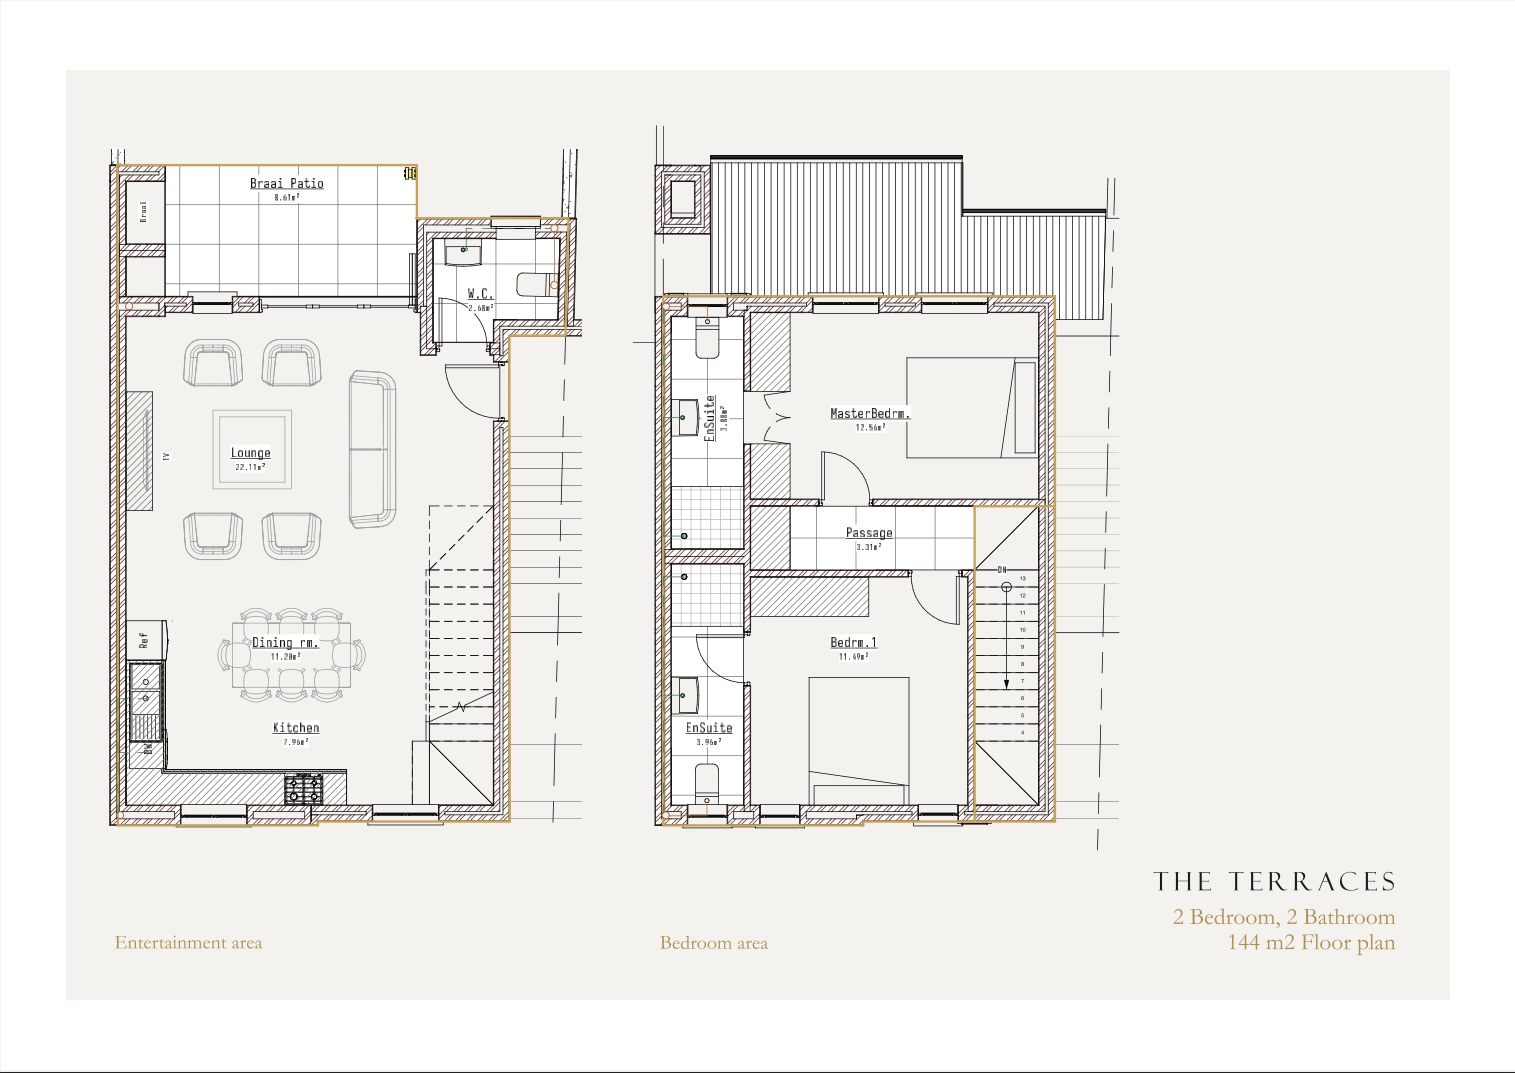 Braai Patio
8.61m²
Braai
W.C.
2.68m²
Lounge
22.11m²
TV
Ref
Dining rm.
11.20m²
Kitchen
7.96m²
DW
EnSuite
3.88m²
MasterBedrm.
12.56m²
Passage
3.31m²
DN
13
12
11
10
9
8
7
6
5
4
Bedrm.1
11.49m²
EnSuite
3.96m²
THE TERRACES
2 Bedroom, 2 Bathroom
144 m2 Floor plan
Entertainment area
Bedroom area